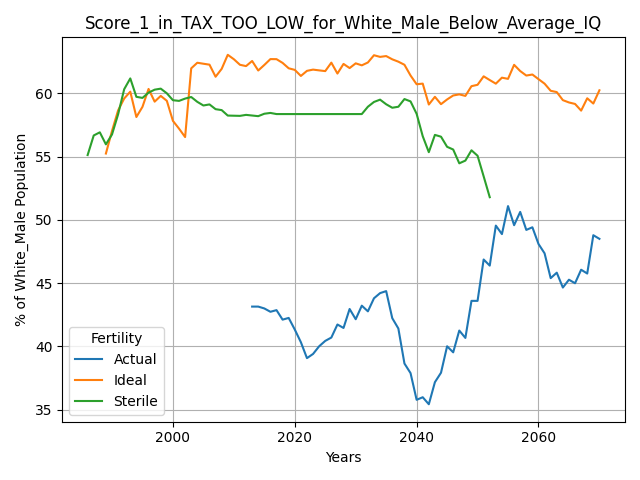 Score_1_in_TAX_TOO_LOW_for_White_Male_Below_Average_IQ
% of White_Male Population
60
55
50
45
40
35
Fertility
Actual
Ideal
Sterile
2000
2020
2040
2060
Years